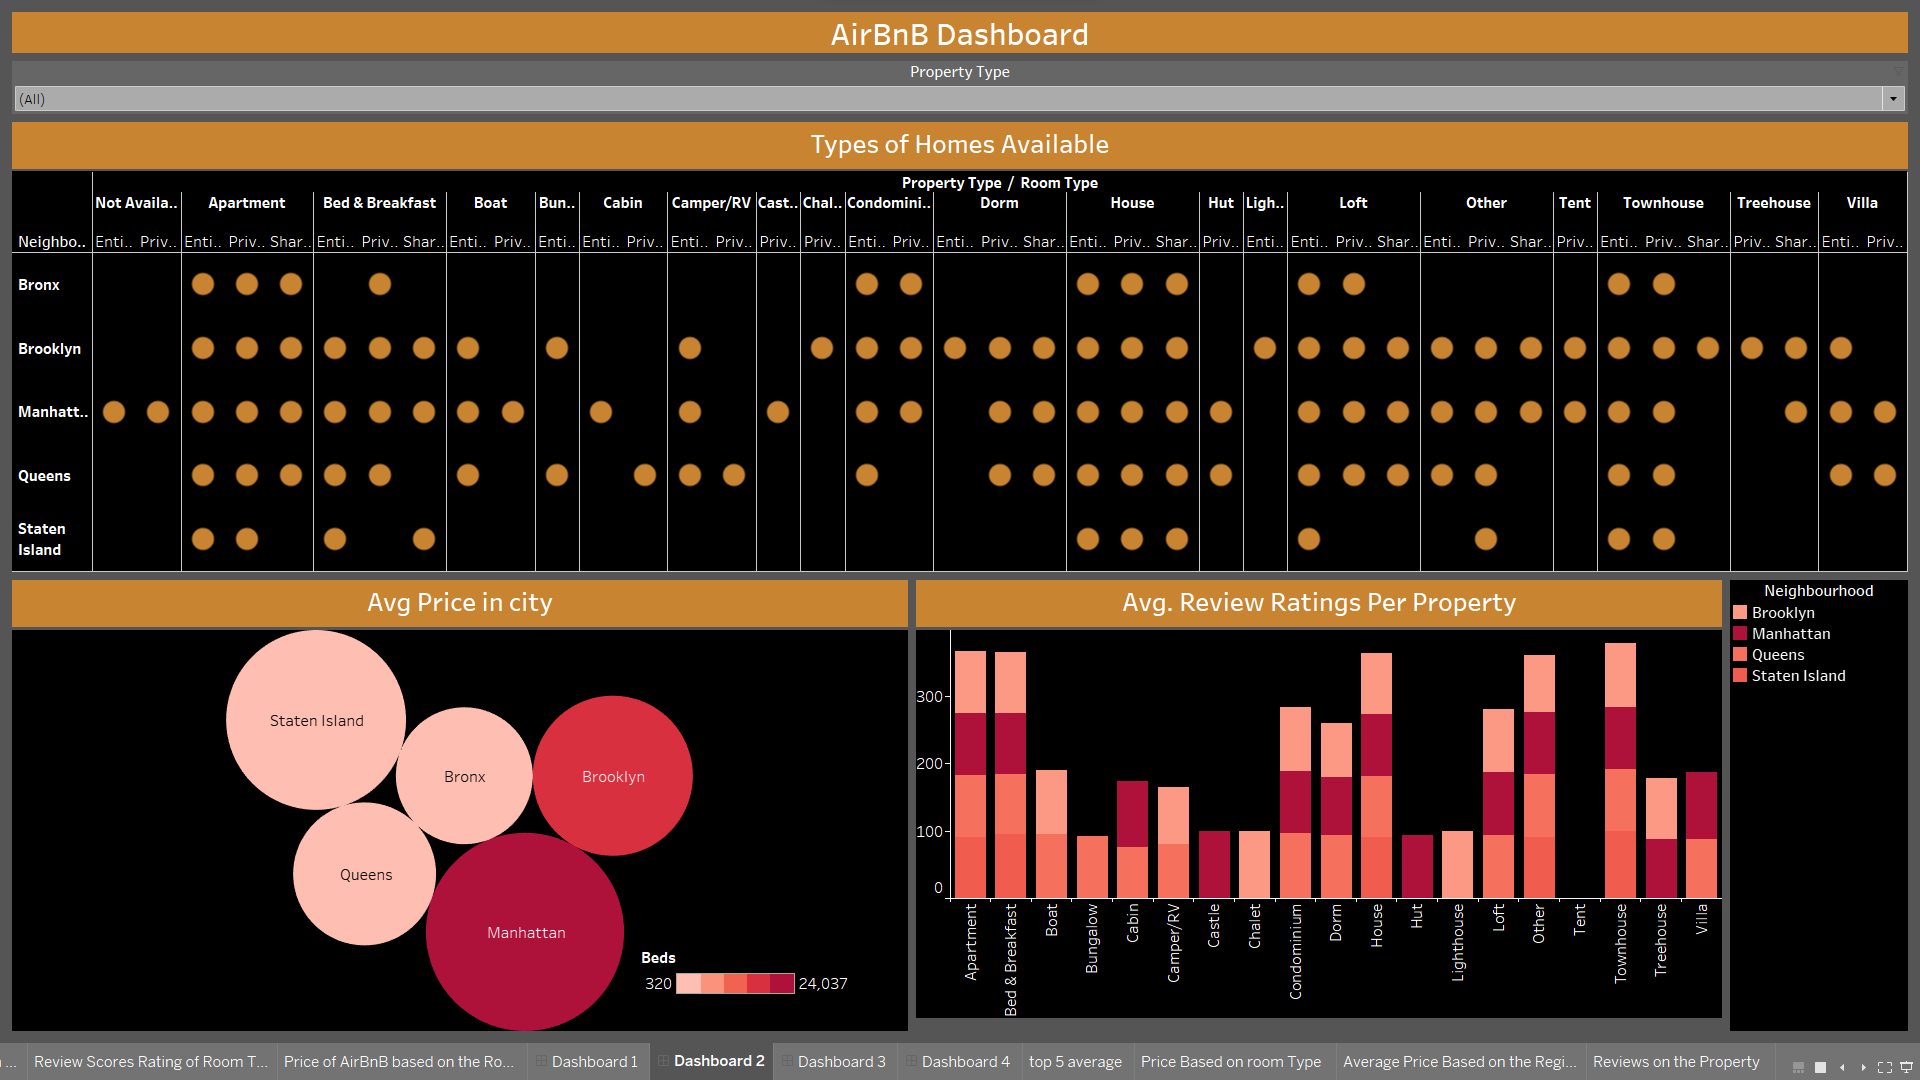 AirBnB Dashboard
Property Type
(All)
Types of Homes Available
Property Type / Room Type
Not Availa.. Apartment Bed & Breakfast Boat Bun.. Cabin Camper/RV Cast.. Chal.. Condomini.. Dorm House Hut Ligh.. Loft Other Tent Townhouse Treehouse Villa
Neighbo.. Enti.. Priv.. Enti.. Priv.. Shar.. Enti.. Priv.. Shar.. Enti.. Priv.. Enti.. Enti.. Priv.. Enti.. Priv.. Priv.. Priv.. Enti.. Priv.. Enti.. Priv.. Shar.. Enti.. Priv.. Shar.. Priv.. Enti.. Enti.. Priv.. Shar.. Enti.. Priv.. Shar.. Priv.. Enti.. Priv.. Shar.. Priv.. Shar.. Enti.. Priv..
Bronx
Brooklyn
Manhatt..
Queens
Staten
Island
Avg Price in city
Staten Island
Bronx
Brooklyn
Queens
Manhattan
Beds
320 24,037
Avg. Review Ratings Per Property
300
200
100
0
Apartment
Bed & Breakfast
Boat
Bungalow
Cabin
Camper/RV
Castle
Chalet
Condominium
Dorm
House
Hut
Lighthouse
Loft
Other
Tent
Townhouse
Treehouse
Villa
Neighbourhood
Brooklyn
Manhattan
Queens
Staten Island
... Review Scores Rating of Room T... Price of AirBnB based on the Ro... Dashboard 1 Dashboard 2 Dashboard 3 Dashboard 4 top 5 average Price Based on room Type Average Price Based on the Regi... Reviews on the Property